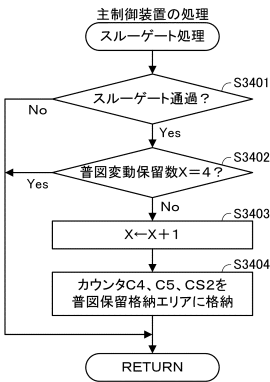 主制御装置の処理
スルーゲート処理
S3401
スルーゲート通過？
No
Yes
S3402
普図変動保留数X＝4？
Yes
No
S3403
X←X＋1
S3404
カウンタC4、C5、CS2を
普図保留格納エリアに格納
RETURN